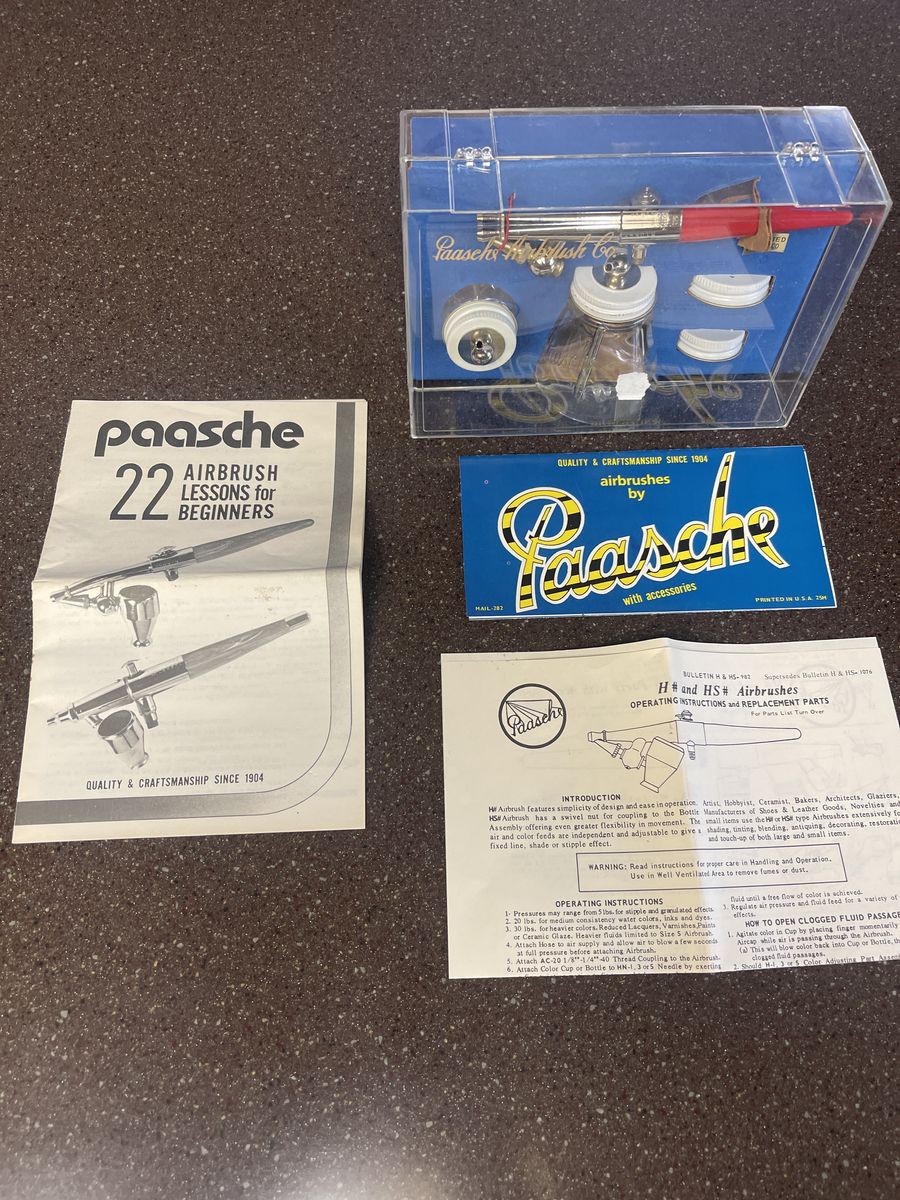 Paasche Airbrush Co.
paasche
22 AIRBRUSH
LESSONS for
BEGINNERS
QUALITY & CRAFTSMANSHIP SINCE 1904
QUALITY & CRAFTSMANSHIP SINCE 1904
airbrushes
by
Paasche
with accessories
MAIL-282
PRINTED IN U.S.A. 25M
BULLETIN H & HS-982 Supersedes Bulletin H & HS-1076
Paasche
H# and HS# Airbrushes
OPERATING INSTRUCTIONS and REPLACEMENT PARTS
For Parts List Turn Over
INTRODUCTION
H# Airbrush features simplicity of design and ease in operation.
HS# Airbrush has a swivel nut for coupling to the Bottle
Assembly offering even greater flexibility in movement. The
air and color feeds are independent and adjustable to give a
fixed line, shade or stipple effect.
Artist, Hobbyist, Ceramist, Bakers, Architects, Glaziers,
Manufacturers of Shoes & Leather Goods, Novelties and
small items use the H# or HS# type Airbrushes extensively for
shading, tinting, blending, antiquing, decorating,
and touch-up of both large and small items.
WARNING: Read instructions for proper care in Handling and Operation.
Use in Well Ventilated Area to remove fumes or dust.
OPERATING INSTRUCTIONS
1- Pressures may range from 5 lbs. for stipple and granulated effects.
2. 20 lbs. for medium consistency water colors, inks and dyes.
3. 30 lbs. for heavier colors. Reduced Lacquers, Varnishes, Paints
or Ceramic Glaze. Heavier fluids limited to Size 5 Airbrush.
4. Attach Hose to air supply and allow air to blow a few seconds
at full pressure before attaching Airbrush.
5. Attach AC-20 1/8"-1/4"-40 Thread Coupling to the Airbrush.
6. Attach Color Cup or Bottle to HN-1, 3 or 5 Needle by exerting
fluid until a free flow of color is achieved.
3. Regulate air pressure and fluid feed for a variety of
effects.
HOW TO OPEN CLOGGED FLUID PASSAGE
1. Agitate color in Cup by placing finger momentarily
Aircap while air is passing through the Airbrush.
(a) This will blow color back into Cup or Bottle,
clogged fluid passages.
2. Should H-1, 3 or 5 Color Adjusting Part